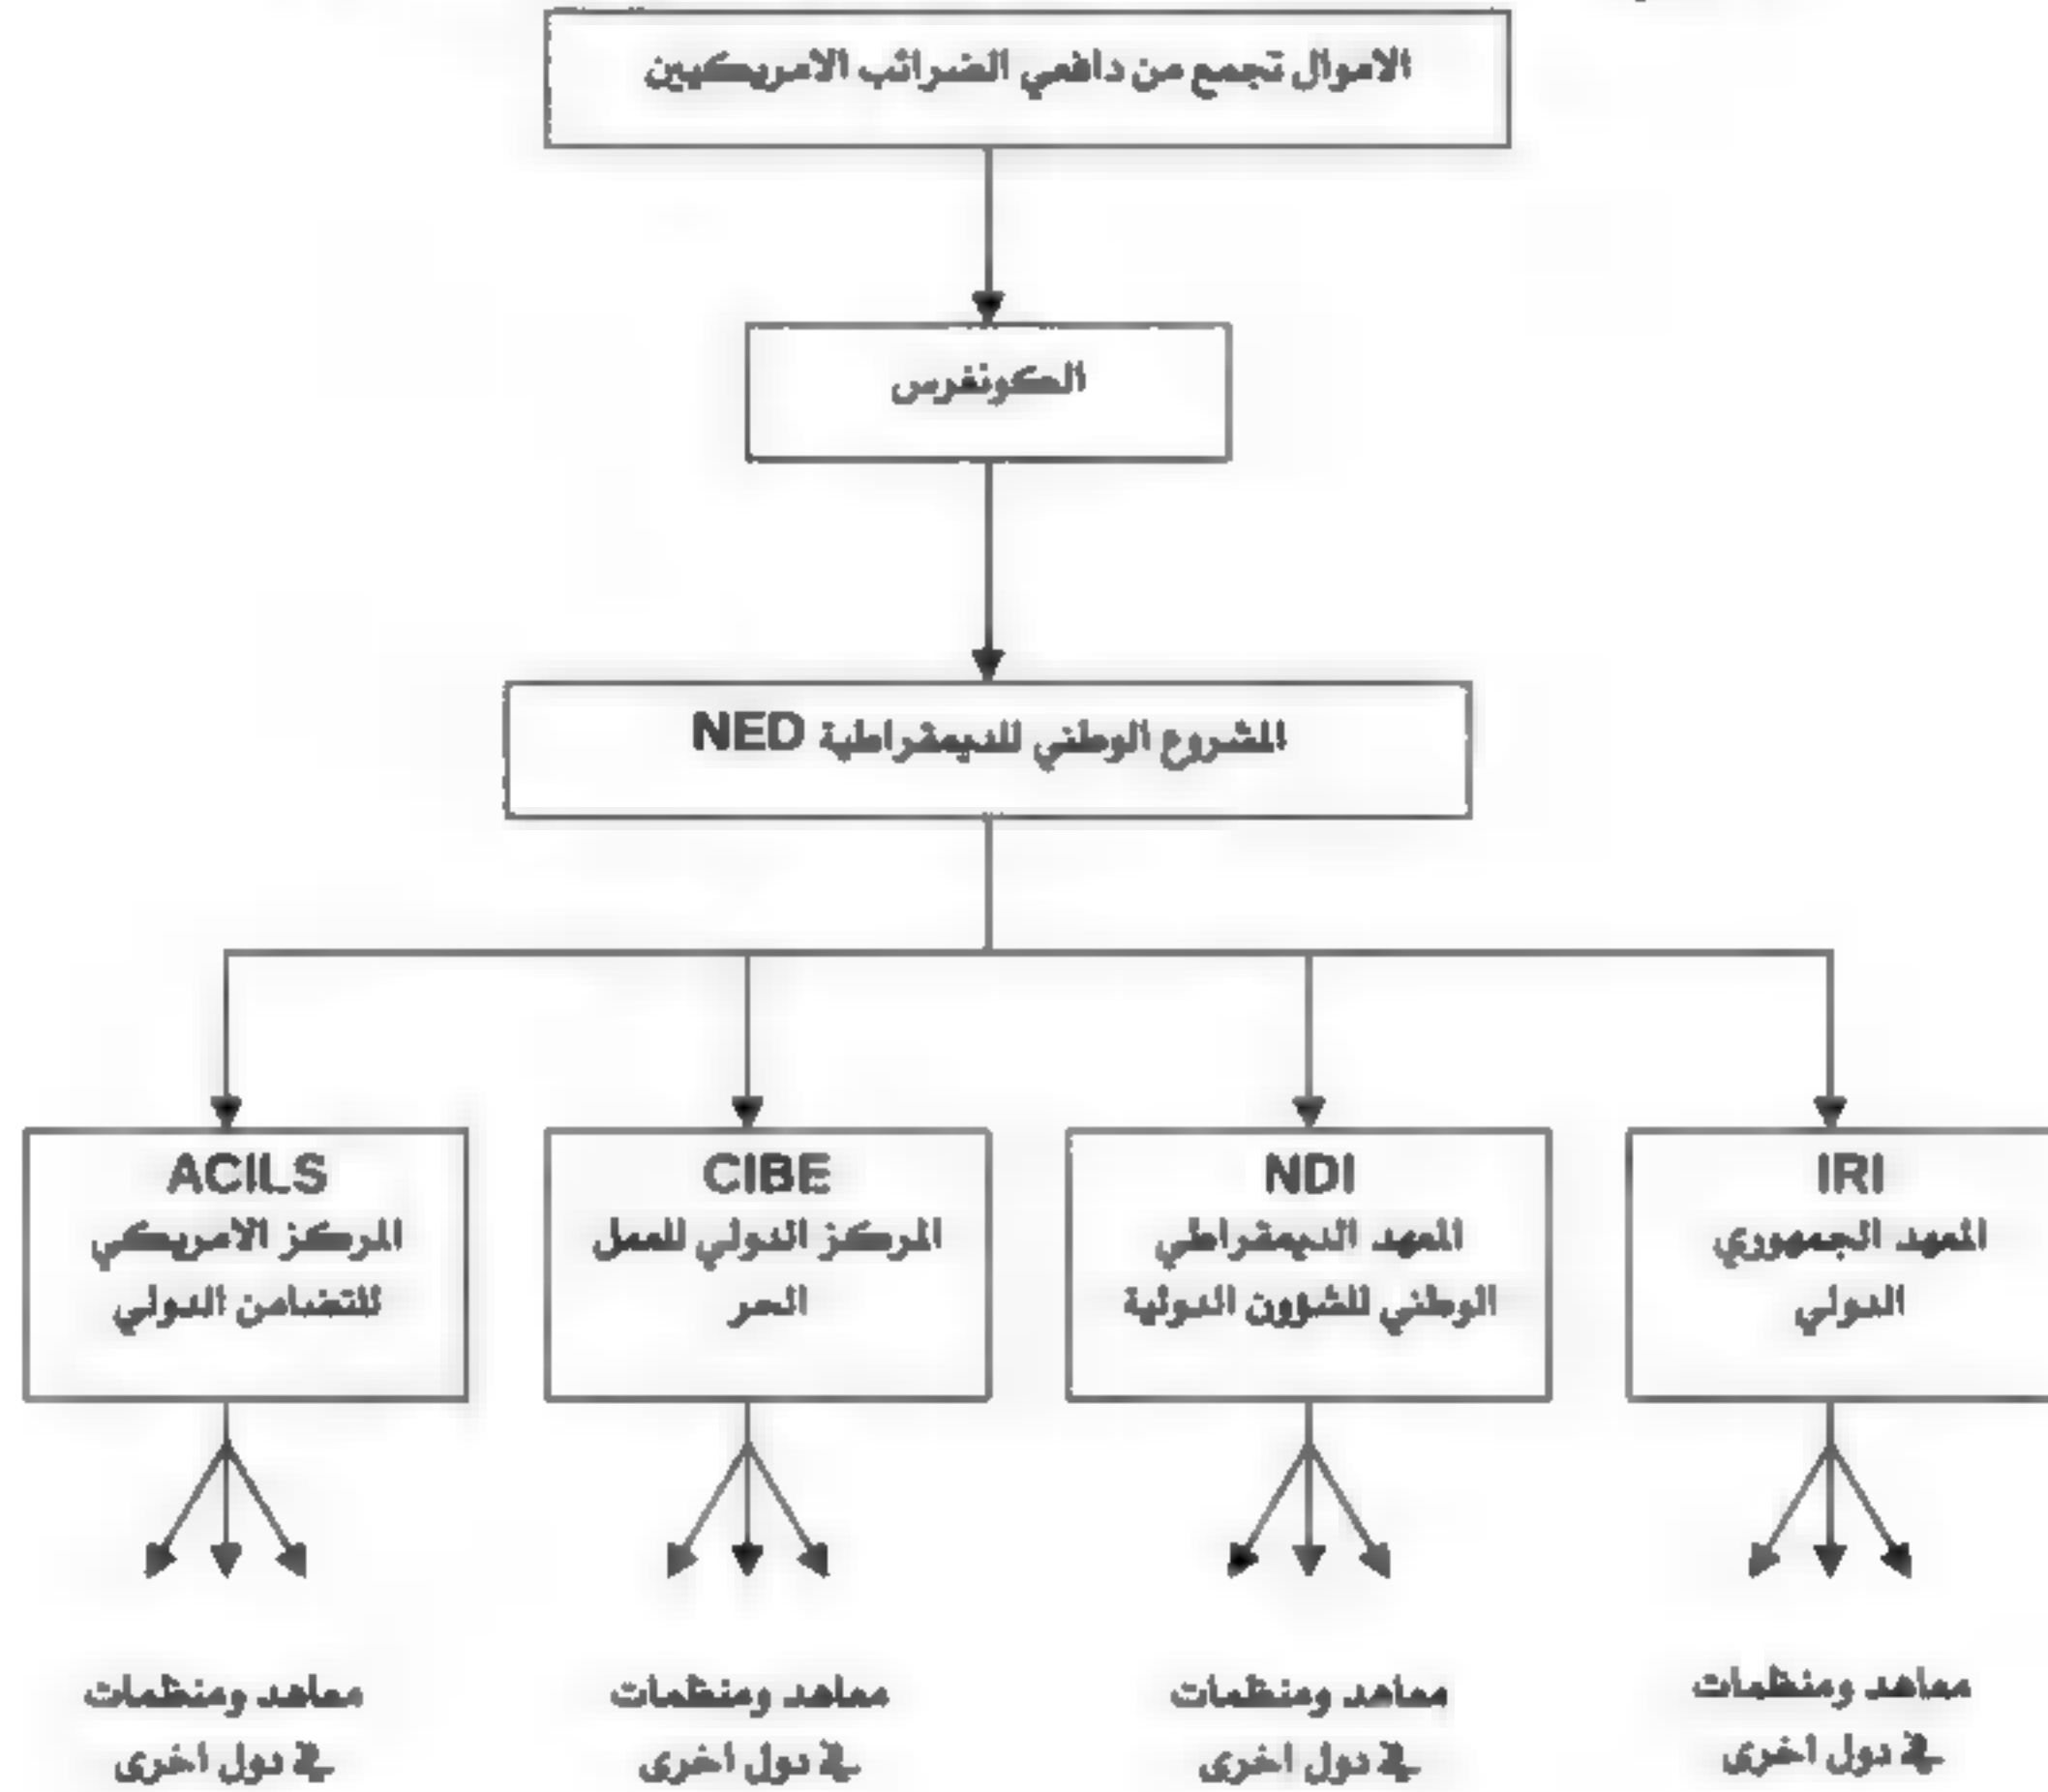 الاموال تجمع من دافعي الضرائب الامريكيين
الكونغرس
المشروع الوطني للديمقراطية NED
IRI
المعهد الجمهوري
الدولي
NDI
المعهد الديمقراطي
الوطني للشؤون الدولية
CIBE
المركز الدولي للعمل
الحر
ACILS
المركز الامريكي
للتضامن الدولي
معاهد ومنظمات
في دول اخرى
معاهد ومنظمات
في دول اخرى
معاهد ومنظمات
في دول اخرى
معاهد ومنظمات
في دول اخرى